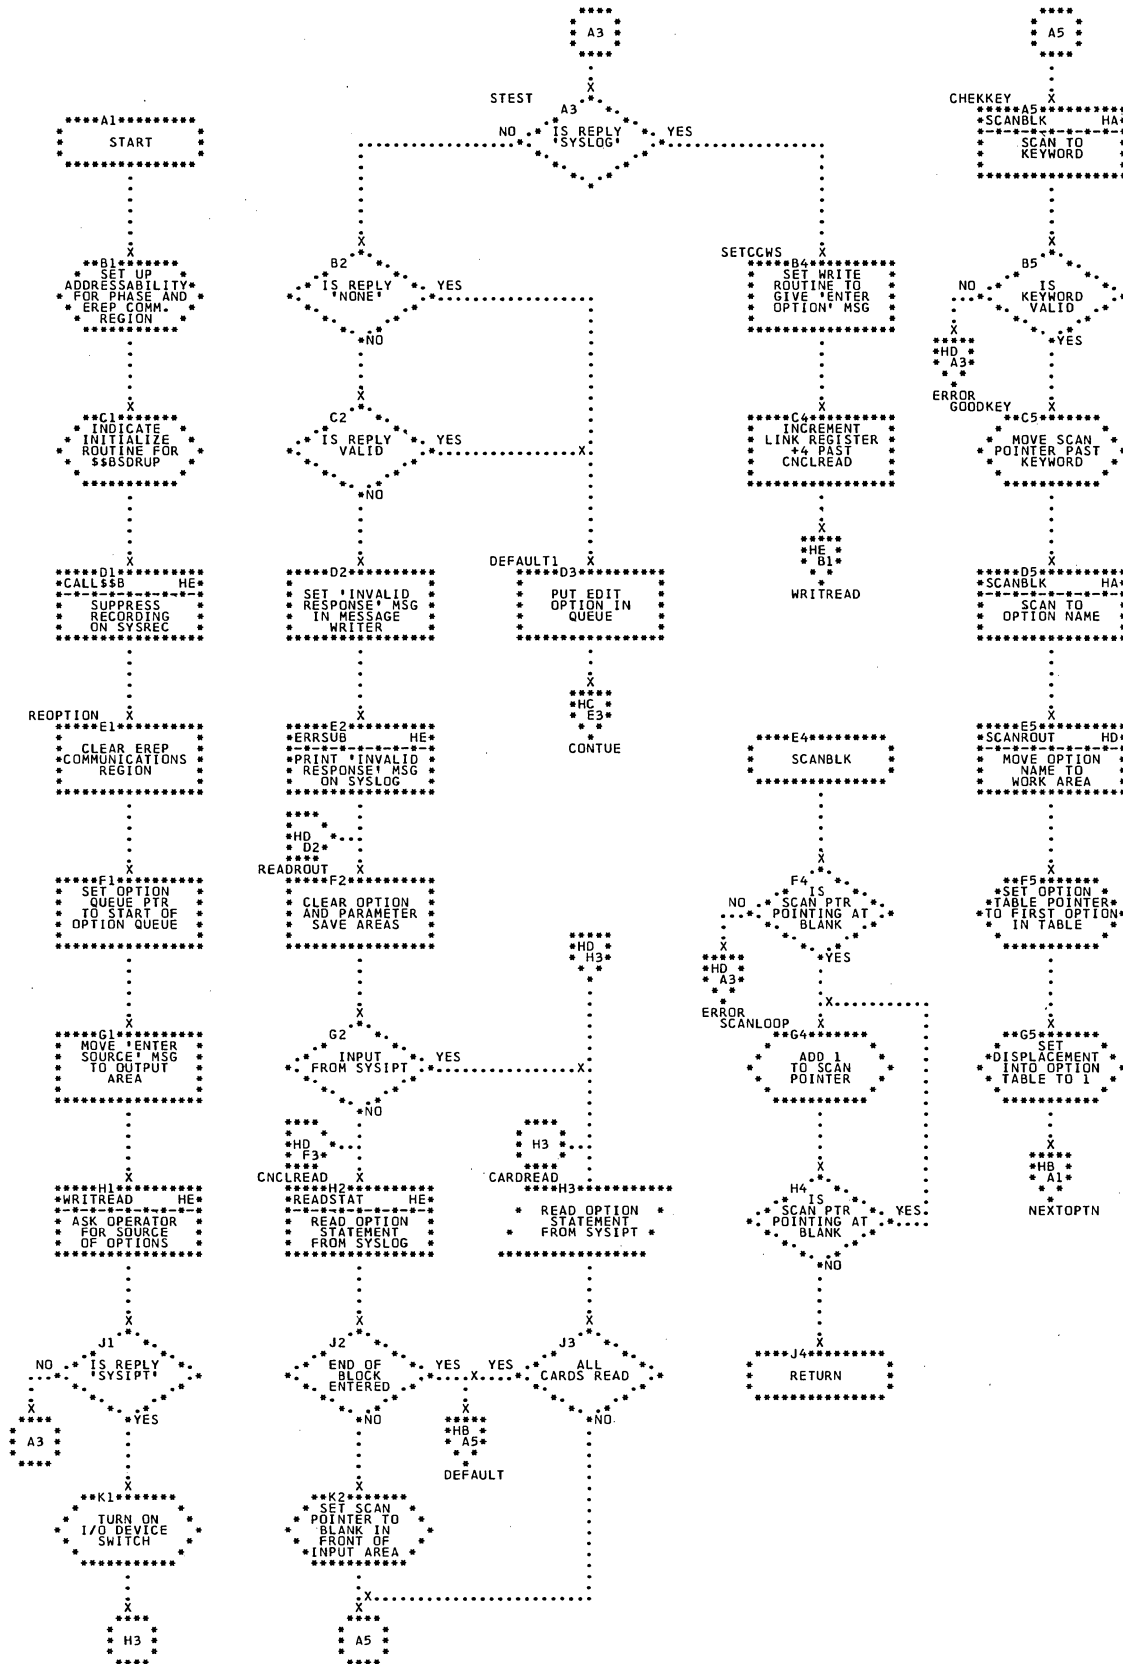 A1
START
B1
SET UP
ADDRESSABILITY
FOR PHASE AND
EREP COMM.
REGION
C1
INDICATE
INITIALIZE
ROUTINE FOR
$$BSDRUP
D1
CALL$$B HE
SUPPRESS
RECORDING
ON SYSREC
REOPTION
E1
CLEAR EREP
COMMUNICATIONS
REGION
F1
SET OPTION
QUEUE PTR
TO START OF
OPTION QUEUE
G1
MOVE 'ENTER
SOURCE' MSG
TO OUTPUT
AREA
H1
WRITREAD HE
ASK OPERATOR
FOR SOURCE
OF OPTIONS
J1
IS REPLY
'SYSIPT'
NO
YES
A3
K1
TURN ON
I/O DEVICE
SWITCH
H3
A3
STEST
A3
IS REPLY
'SYSLOG'
NO
YES
B2
IS REPLY
'NONE'
YES
NO
C2
IS REPLY
VALID
YES
NO
D2
SET 'INVALID
RESPONSE' MSG
IN MESSAGE
WRITER
E2
ERRSUB HE
PRINT 'INVALID
RESPONSE' MSG
ON SYSLOG
HD
D2
READROUT
F2
CLEAR OPTION
AND PARAMETER
SAVE AREAS
G2
INPUT
FROM SYSIPT
YES
NO
HD
F3
CNCLREAD
H2
READSTAT HE
READ OPTION
STATEMENT
FROM SYSLOG
J2
END OF
BLOCK
ENTERED
YES
NO
HB
A5
DEFAULT
K2
SET SCAN
POINTER TO
BLANK IN
FRONT OF
INPUT AREA
A5
DEFAULT1
D3
PUT EDIT
OPTION IN
QUEUE
HC
E3
CONTUE
HD
H3
H3
CARDREAD
H3
READ OPTION
STATEMENT
FROM SYSIPT
J3
ALL
CARDS READ
YES
NO
SETCCWS
B4
SET WRITE
ROUTINE TO
GIVE 'ENTER
OPTION' MSG
C4
INCREMENT
LINK REGISTER
+4 PAST
CNCLREAD
HE
B1
WRITREAD
E4
SCANBLK
F4
IS
SCAN PTR
POINTING AT
BLANK
NO
YES
HD
A3
ERROR
SCANLOOP
G4
ADD 1
TO SCAN
POINTER
H4
IS
SCAN PTR
POINTING AT
BLANK
YES
NO
J4
RETURN
A5
CHEKKEY
A5
SCANBLK HA
SCAN TO
KEYWORD
B5
IS
KEYWORD
VALID
NO
YES
HD
A3
ERROR
GOODKEY
C5
MOVE SCAN
POINTER PAST
KEYWORD
D5
SCANBLK HA
SCAN TO
OPTION NAME
E5
SCANROUT HD
MOVE OPTION
NAME TO
WORK AREA
F5
SET OPTION
TABLE POINTER
TO FIRST OPTION
IN TABLE
G5
SET
DISPLACEMENT
INTO OPTION
TABLE TO 1
HB
A1
NEXTOPTN